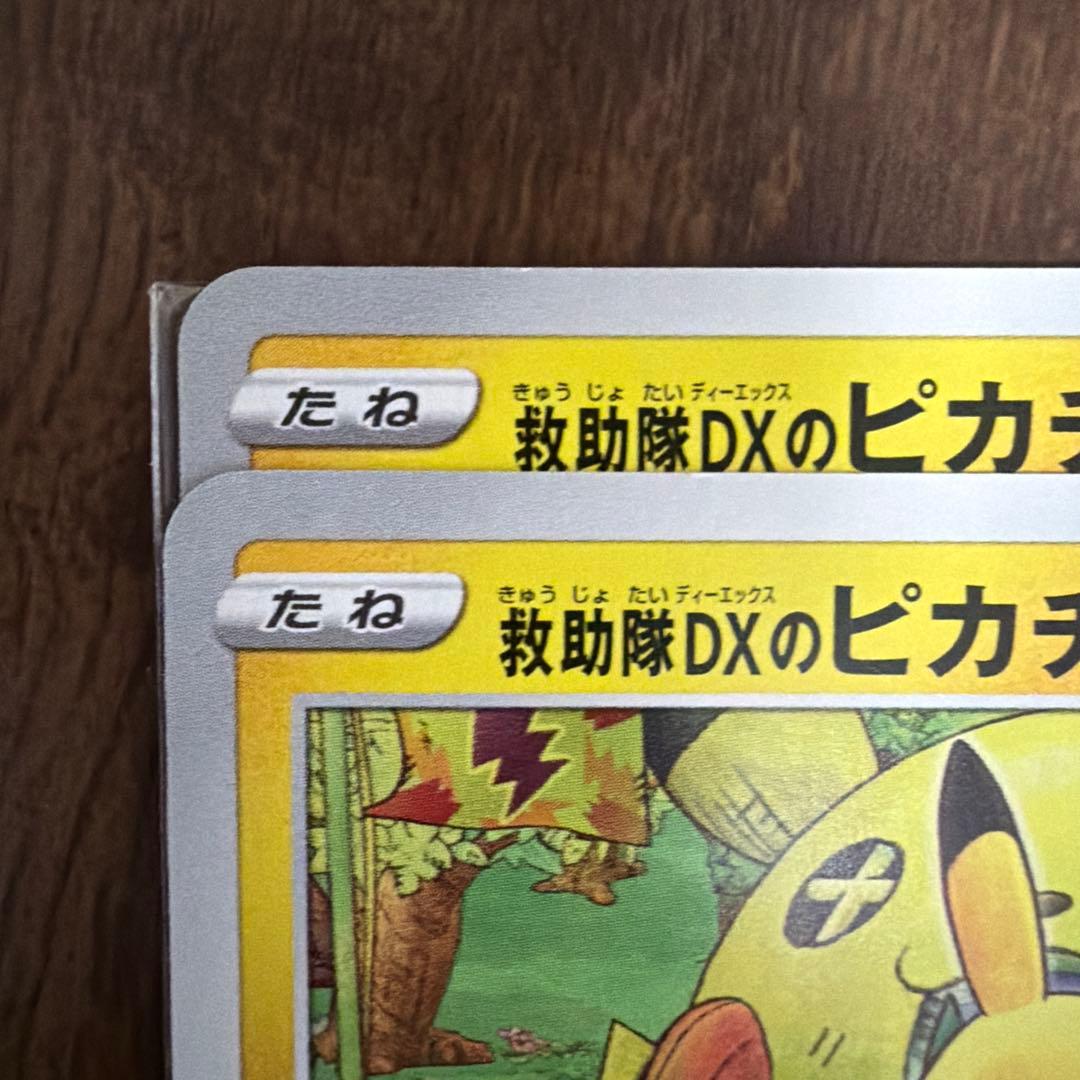 たね
きゅう じょ たい ディーエックス
救助隊DXのピカ
たね
きゅう じょ たい ディーエックス
救助隊DXのピカチ